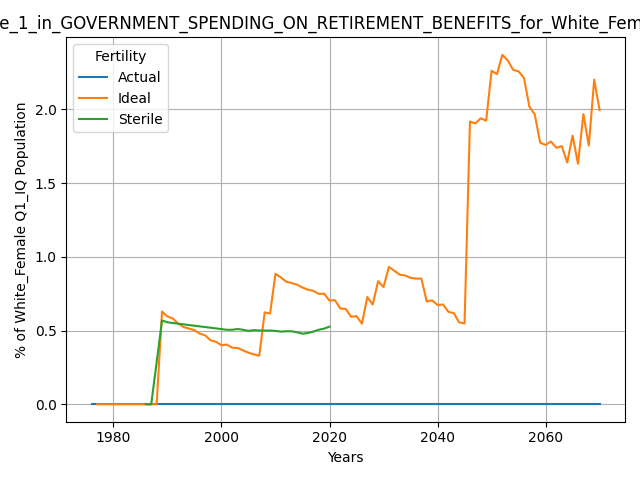 e_1_in_GOVERNMENT_SPENDING_ON_RETIREMENT_BENEFITS_for_White_Fem
Fertility
Actual
Ideal
Sterile
% of White_Female Q1_IQ Population
2.0
1.5
1.0
0.5
0.0
1980
2000
2020
2040
2060
Years